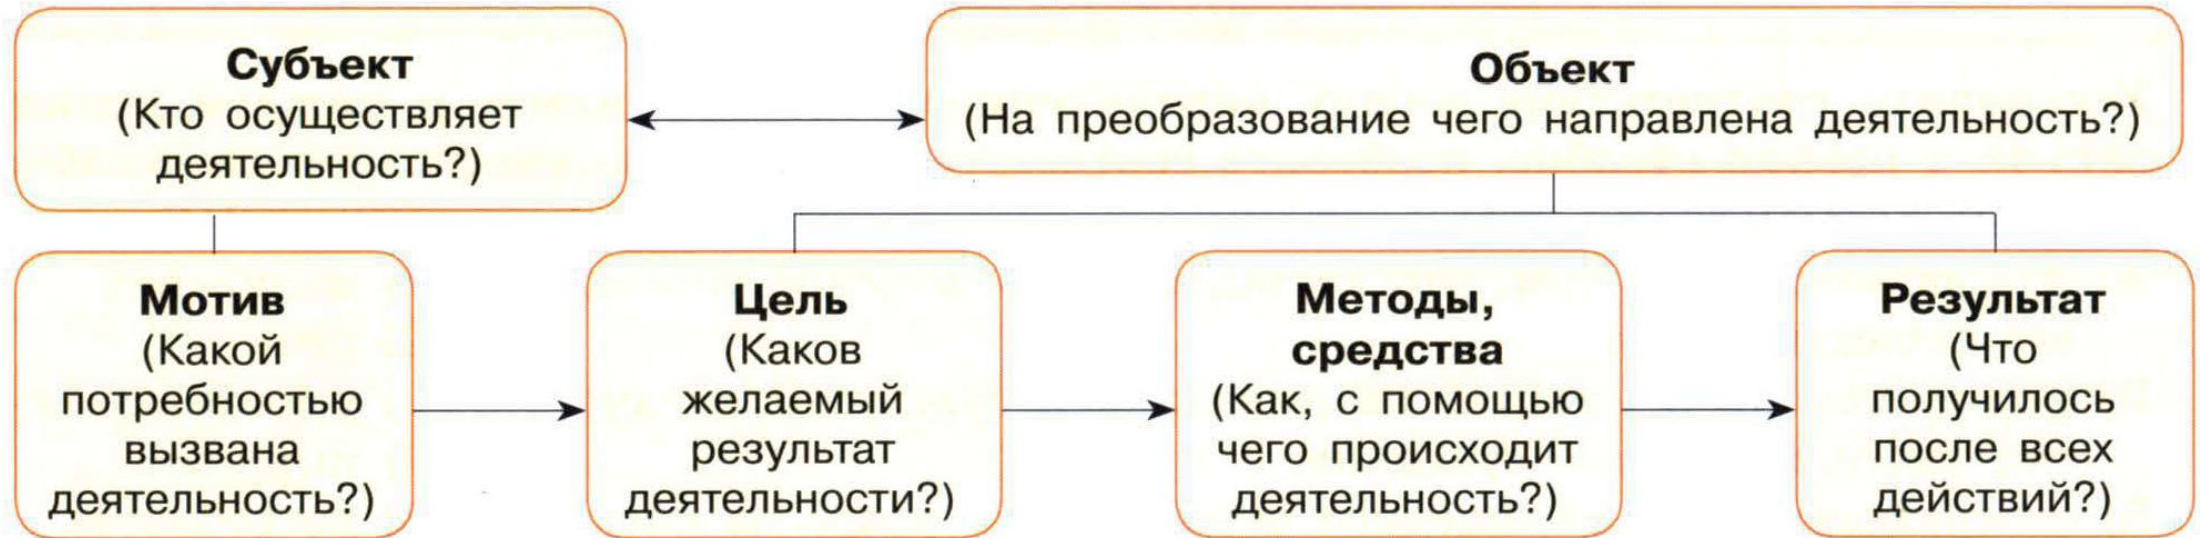 Субъект
(Кто осуществляет
деятельность?)
Объект
(На преобразование чего направлена деятельность?)
Мотив
(Какой
потребностью
вызвана
деятельность?)
Цель
(Каков
желаемый
результат
деятельности?)
Методы,
средства
(Как, с помощью
чего происходит
деятельность?)
Результат
(Что
получилось
после всех
действий?)